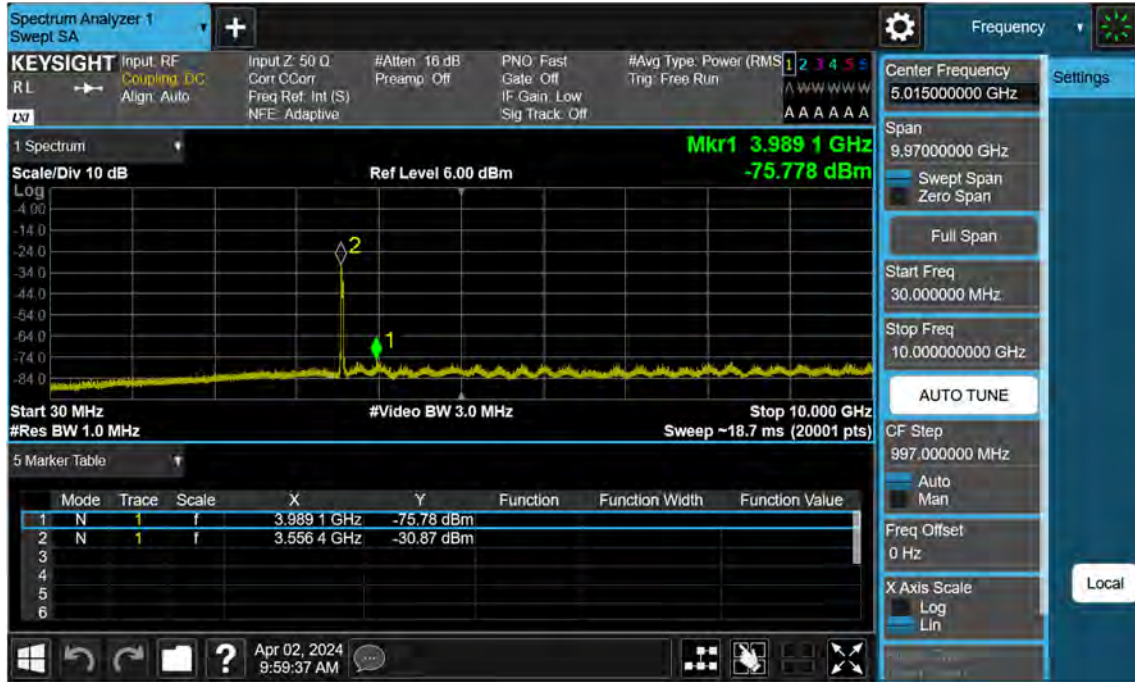 Spectrum Analyzer 1
Swept SA
+
Frequency
KEYSIGHT
RL
LXI
Input: RF
Coupling: DC
Align: Auto
Input Z: 50 Ω
Corr CCorr
Freq Ref: Int (S)
NFE: Adaptive
#Atten: 16 dB
Preamp: Off
PNO: Fast
Gate: Off
IF Gain: Low
Sig Track: Off
#Avg Type: Power (RMS
Trig: Free Run
1 2 3 4 5 6
A W W W W W
A A A A A A
1 Spectrum
Scale/Div 10 dB
Ref Level 6.00 dBm
Mkr1 3.989 1 GHz
-75.778 dBm
Log
-4.00
-14.0
-24.0
-34.0
-44.0
-54.0
-64.0
-74.0
-84.0
2
1
Start 30 MHz
#Video BW 3.0 MHz
Stop 10.000 GHz
#Res BW 1.0 MHz
Sweep ~18.7 ms (20001 pts)
5 Marker Table
Mode Trace Scale X Y Function Function Width Function Value
1 N 1 f 3.989 1 GHz -75.78 dBm
2 N 1 f 3.556 4 GHz -30.87 dBm
3
4
5
6
?
Apr 02, 2024
9:59:37 AM
Center Frequency
5.015000000 GHz
Settings
Span
9.97000000 GHz
Swept Span
Zero Span
Full Span
Start Freq
30.000000 MHz
Stop Freq
10.000000000 GHz
AUTO TUNE
CF Step
997.000000 MHz
Auto
Man
Freq Offset
0 Hz
X Axis Scale
Log
Lin
Local